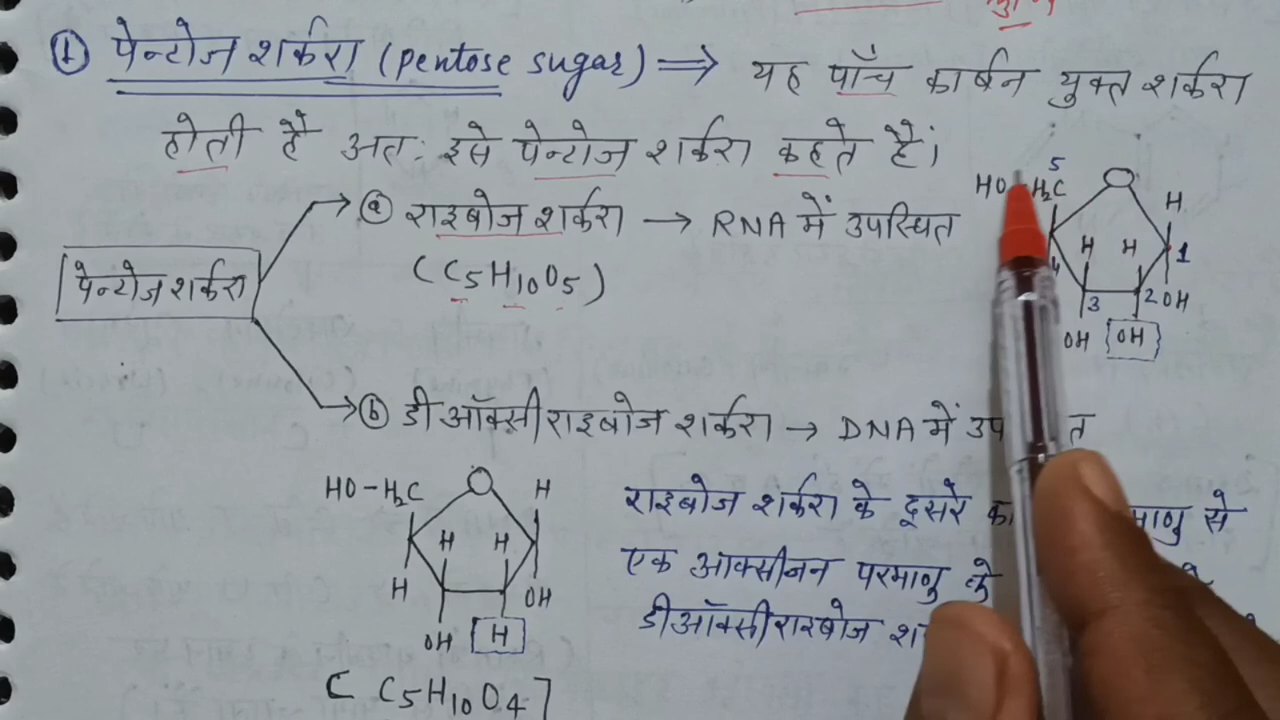 ① पेन्टोज शर्करा (Pentose sugar) ⇒ यह पाँच कार्बन युक्त शर्करा
होती है अत: इसे पेन्टोज शर्करा कहते है।
पेन्टोज शर्करा
→ ⓐ राइबोज शर्करा → RNA में उपस्थित
(C5H10O5)
HO-H2C 5 O
H
H H 1
4
3 2 OH
OH OH
→ ⓑ डीऑक्सीराइबोज शर्करा → DNA में
HO-H2C O H
H H
H OH
OH H
[C5H10O4]
राइबोज शर्करा के दूसरे से
एक ऑक्सीजन परमाणु के
डीऑक्सीराइबोज